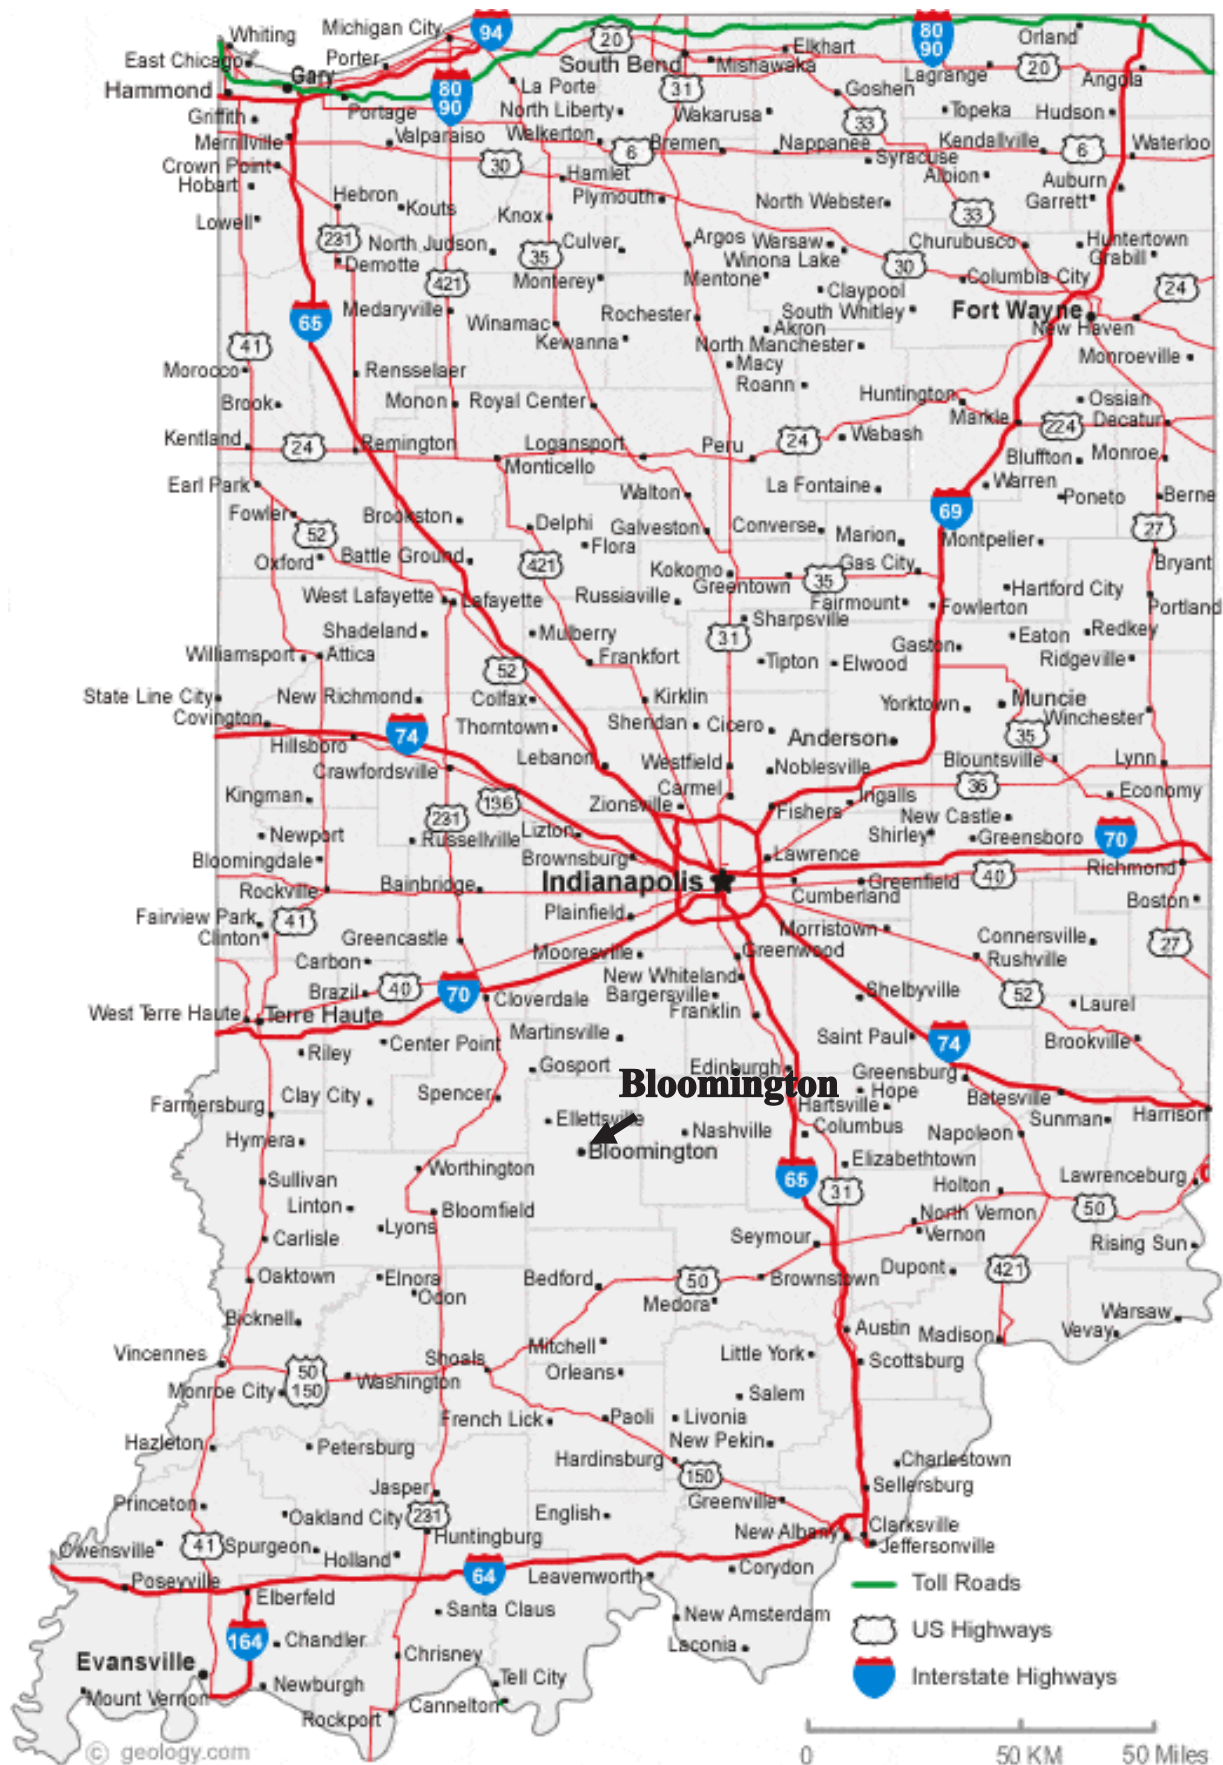 Whiting
Michigan City
94
80
90
Orland
East Chicago
Porter
20
Elkhart
South Bend
Mishawaka
Lagrange
20
Angola
Gary
Hammond
80
90
La Porte
31
Goshen
Portage
North Liberty
Wakarusa
33
Topeka
Hudson
Griffith
Merrillville
Valparaiso
Walkerton
6
Bremen
Nappanee
Kendallville
6
Waterloo
Crown Point
30
Hamlet
Syracuse
Albion
Hobart
Auburn
Hebron
Kouts
Plymouth
North Webster
Garrett
Lowell
Knox
33
231
North Judson
35
Culver
Argos
Warsaw
Churubusco
Huntertown
Demotte
Winona Lake
30
Grabill
421
Monterey
Mentone
Columbia City
24
65
Medaryville
Claypool
Winamac
Rochester
South Whitley
Fort Wayne
Akron
New Haven
41
Kewanna
North Manchester
Monroeville
Morocco
Rensselaer
Macy
Roann
Brook
Monon
Royal Center
Huntington
Ossian
Markle
224
Decatur
Kentland
24
Remington
Logansport
Peru
24
Wabash
Monticello
Bluffton
Monroe
Earl Park
Walton
La Fontaine
Warren
Poneto
Berne
Fowler
Brookston
69
52
Delphi
Galveston
Converse
Marion
27
Oxford
Battle Ground
Flora
Montpelier
421
Kokomo
Gas City
Bryant
West Lafayette
Lafayette
Russiaville
Greentown
35
Hartford City
Fairmount
Fowlerton
Portland
Shadeland
Mulberry
31
Sharpsville
Gaston
Eaton
Redkey
Williamsport
Attica
Frankfort
Tipton
Elwood
Ridgeville
52
State Line City
New Richmond
Colfax
Kirklin
Yorktown
Muncie
Covington
74
Thorntown
Sheridan
Cicero
Winchester
Hillsboro
Anderson
35
Crawfordsville
Lebanon
Westfield
Noblesville
Blountsville
Lynn
Kingman
136
Carmel
36
Economy
231
Zionsville
Fishers
Ingalls
New Castle
Newport
Russellville
Lizton
Shirley
Greensboro
70
Bloomingdale
Brownsburg
Lawrence
Richmond
Rockville
Bainbridge
Indianapolis
Greenfield
40
Cumberland
Boston
Fairview Park
41
Plainfield
Clinton
Greencastle
Morristown
Connersville
27
Carbon
Mooresville
Greenwood
Rushville
Brazil
40
70
New Whiteland
Cloverdale
Bargersville
Shelbyville
52
Laurel
West Terre Haute
Terre Haute
Franklin
Martinsville
Saint Paul
74
Brookville
Riley
Center Point
Gosport
Edinburgh
Greensburg
Bloomington
Hope
Batesville
Clay City
Spencer
Hartsville
Farmersburg
Ellettsville
Sunman
Harrison
Hymera
Nashville
Columbus
Napoleon
Bloomington
Worthington
Elizabethtown
Sullivan
65
31
Holton
Lawrenceburg
Linton
Bloomfield
50
Lyons
North Vernon
Carlisle
Seymour
Vernon
Rising Sun
Oaktown
Elnora
Bedford
50
Brownstown
Dupont
421
Odon
Medora
Bicknell
Warsaw
Austin
Madison
Vevay
Vincennes
Mitchell
Little York
Shoals
Scottsburg
50
150
Washington
Orleans
Monroe City
Salem
French Lick
Paoli
Livonia
Hazleton
New Pekin
Petersburg
Hardinsburg
Charlestown
150
Jasper
Sellersburg
Princeton
Greenville
Oakland City
231
English
Clarksville
Huntingburg
New Albany
Owensville
41
Spurgeon
Jeffersonville
Holland
64
Leavenworth
Corydon
Poseyville
Toll Roads
Elberfeld
Santa Claus
New Amsterdam
164
Chandler
US Highways
Laconia
Evansville
Chrisney
Tell City
Interstate Highways
Mount Vernon
Newburgh
Cannelton
Rockport
© geology.com
0
50 KM
50 Miles